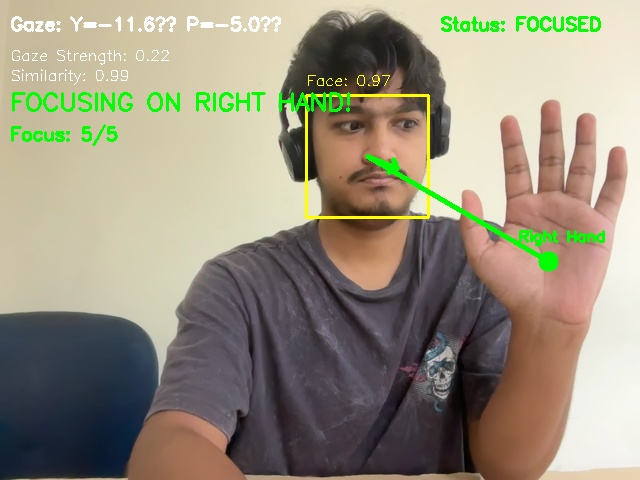 Gaze: Y=-11.6?? P=-5.0??
Status: FOCUSED
Gaze Strength: 0.22
Similarity: 0.99
Face: 0.97
FOCUSING ON RIGHT HAND!
Focus: 5/5
Right Hand